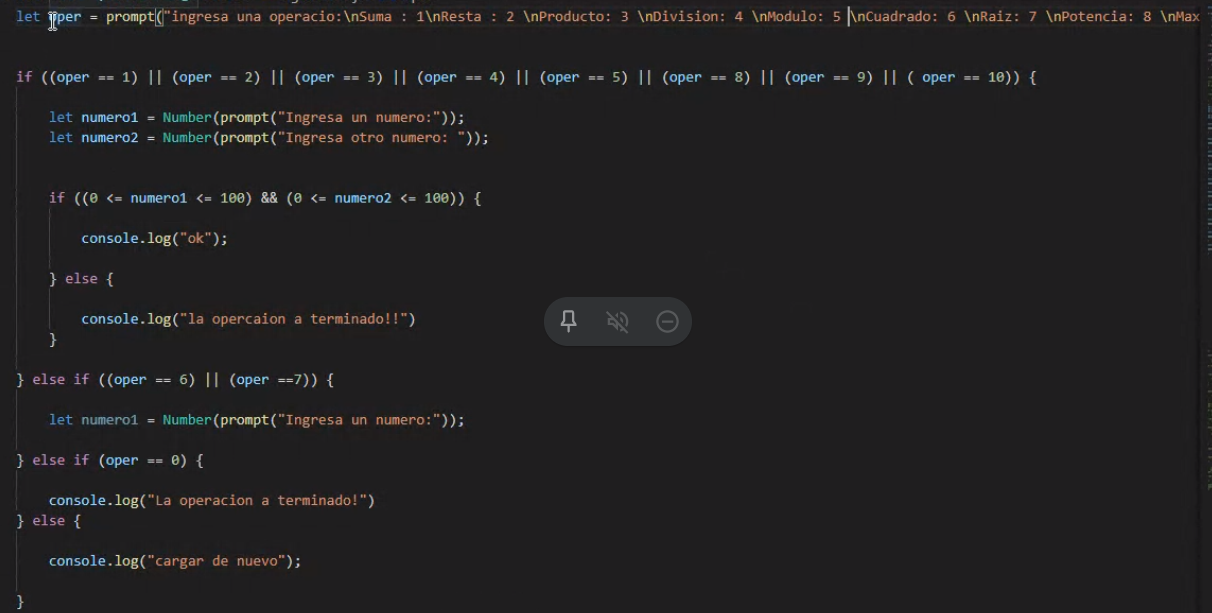 let oper = prompt("ingresa una operacio:\nSuma : 1\nResta : 2 \nProducto: 3 \nDivision: 4 \nModulo: 5 \nCuadrado: 6 \nRaiz: 7 \nPotencia: 8 \nMax
if ((oper == 1) || (oper == 2) || (oper == 3) || (oper == 4) || (oper == 5) || (oper == 8) || (oper == 9) || ( oper == 10)) {
let numero1 = Number(prompt("Ingresa un numero:"));
let numero2 = Number(prompt("Ingresa otro numero: "));
if ((0 <= numero1 <= 100) && (0 <= numero2 <= 100)) {
console.log("ok");
} else {
console.log("la opercaion a terminado!!")
}
} else if ((oper == 6) || (oper ==7)) {
let numero1 = Number(prompt("Ingresa un numero:"));
} else if (oper == 0) {
console.log("La operacion a terminado!")
} else {
console.log("cargar de nuevo");
}